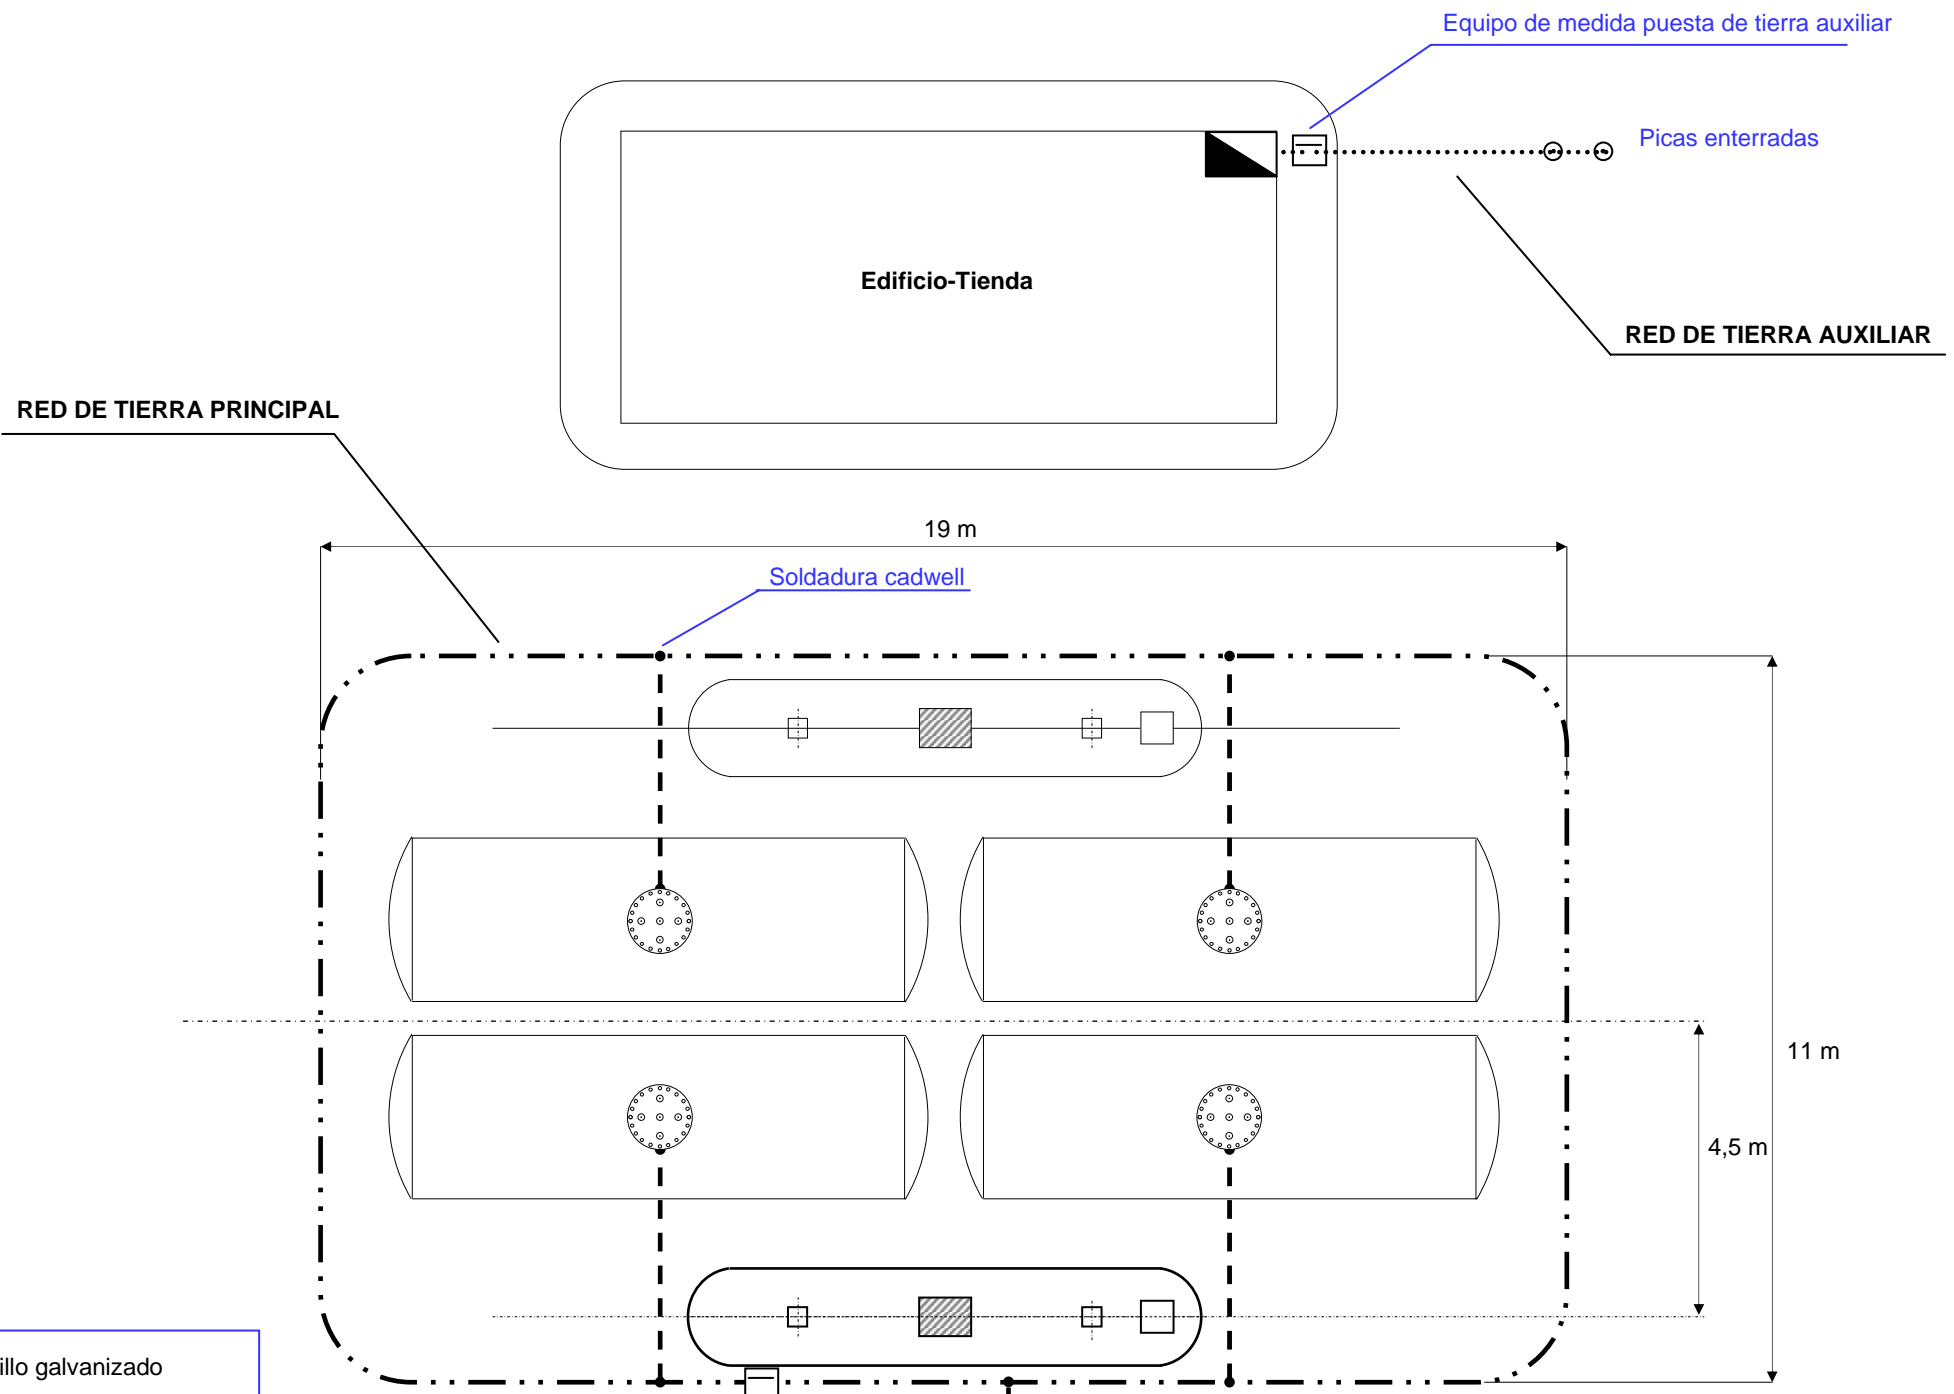 Equipo de medida puesta de tierra auxiliar
Picas enterradas
Edificio-Tienda
RED DE TIERRA AUXILIAR
RED DE TIERRA PRINCIPAL
19 m
Soldadura cadwell
11 m
4,5 m
illo galvanizado